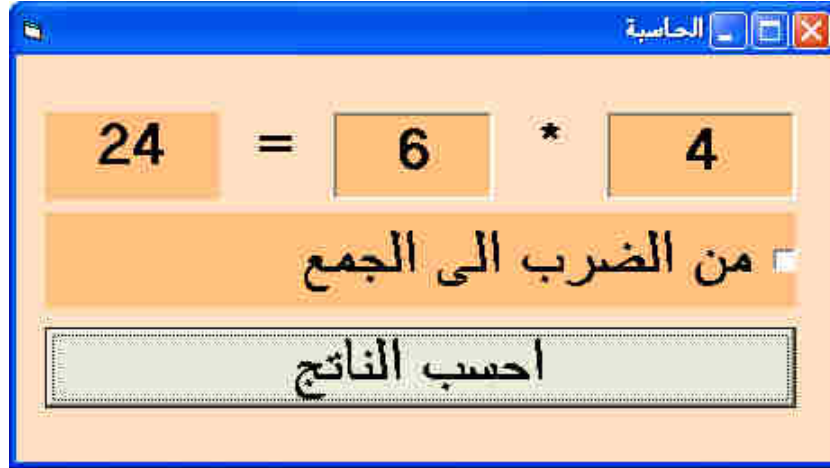 الحاسبة
4 * 6 = 24
من الضرب الى الجمع
احسب الناتج